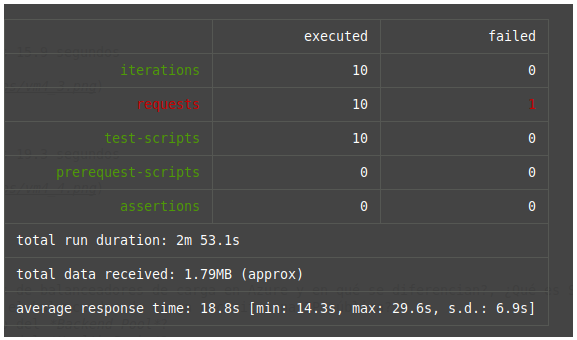 executed failed
iterations 10 0
requests 10 1
test-scripts 10 0
prerequest-scripts 0 0
assertions 0 0
total run duration: 2m 53.1s
total data received: 1.79MB (approx)
average response time: 18.8s [min: 14.3s, max: 29.6s, s.d.: 6.9s]